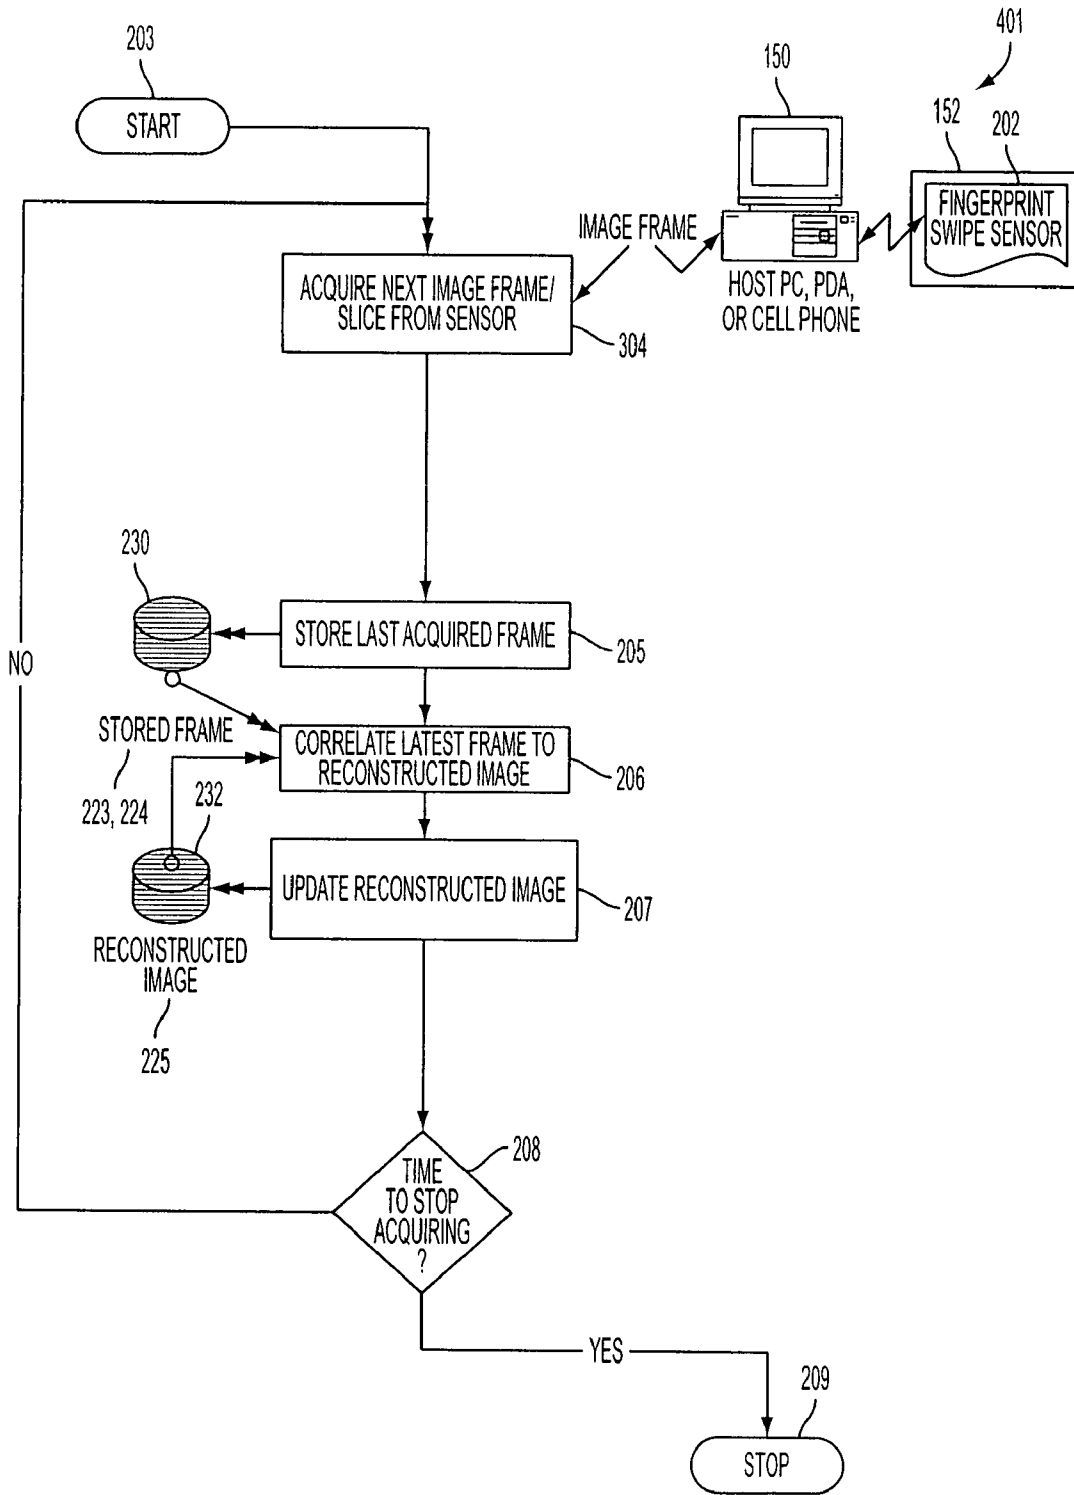 401
203
150
152
202
START
FINGERPRINT
SWIPE SENSOR
IMAGE FRAME
ACQUIRE NEXT IMAGE FRAME/
SLICE FROM SENSOR
HOST PC, PDA,
OR CELL PHONE
304
230
STORE LAST ACQUIRED FRAME
205
NO
STORED FRAME
223, 224
CORRELATE LATEST FRAME TO
RECONSTRUCTED IMAGE
206
232
UPDATE RECONSTRUCTED IMAGE
207
RECONSTRUCTED
IMAGE
225
208
TIME
TO STOP
ACQUIRING
?
YES
209
STOP